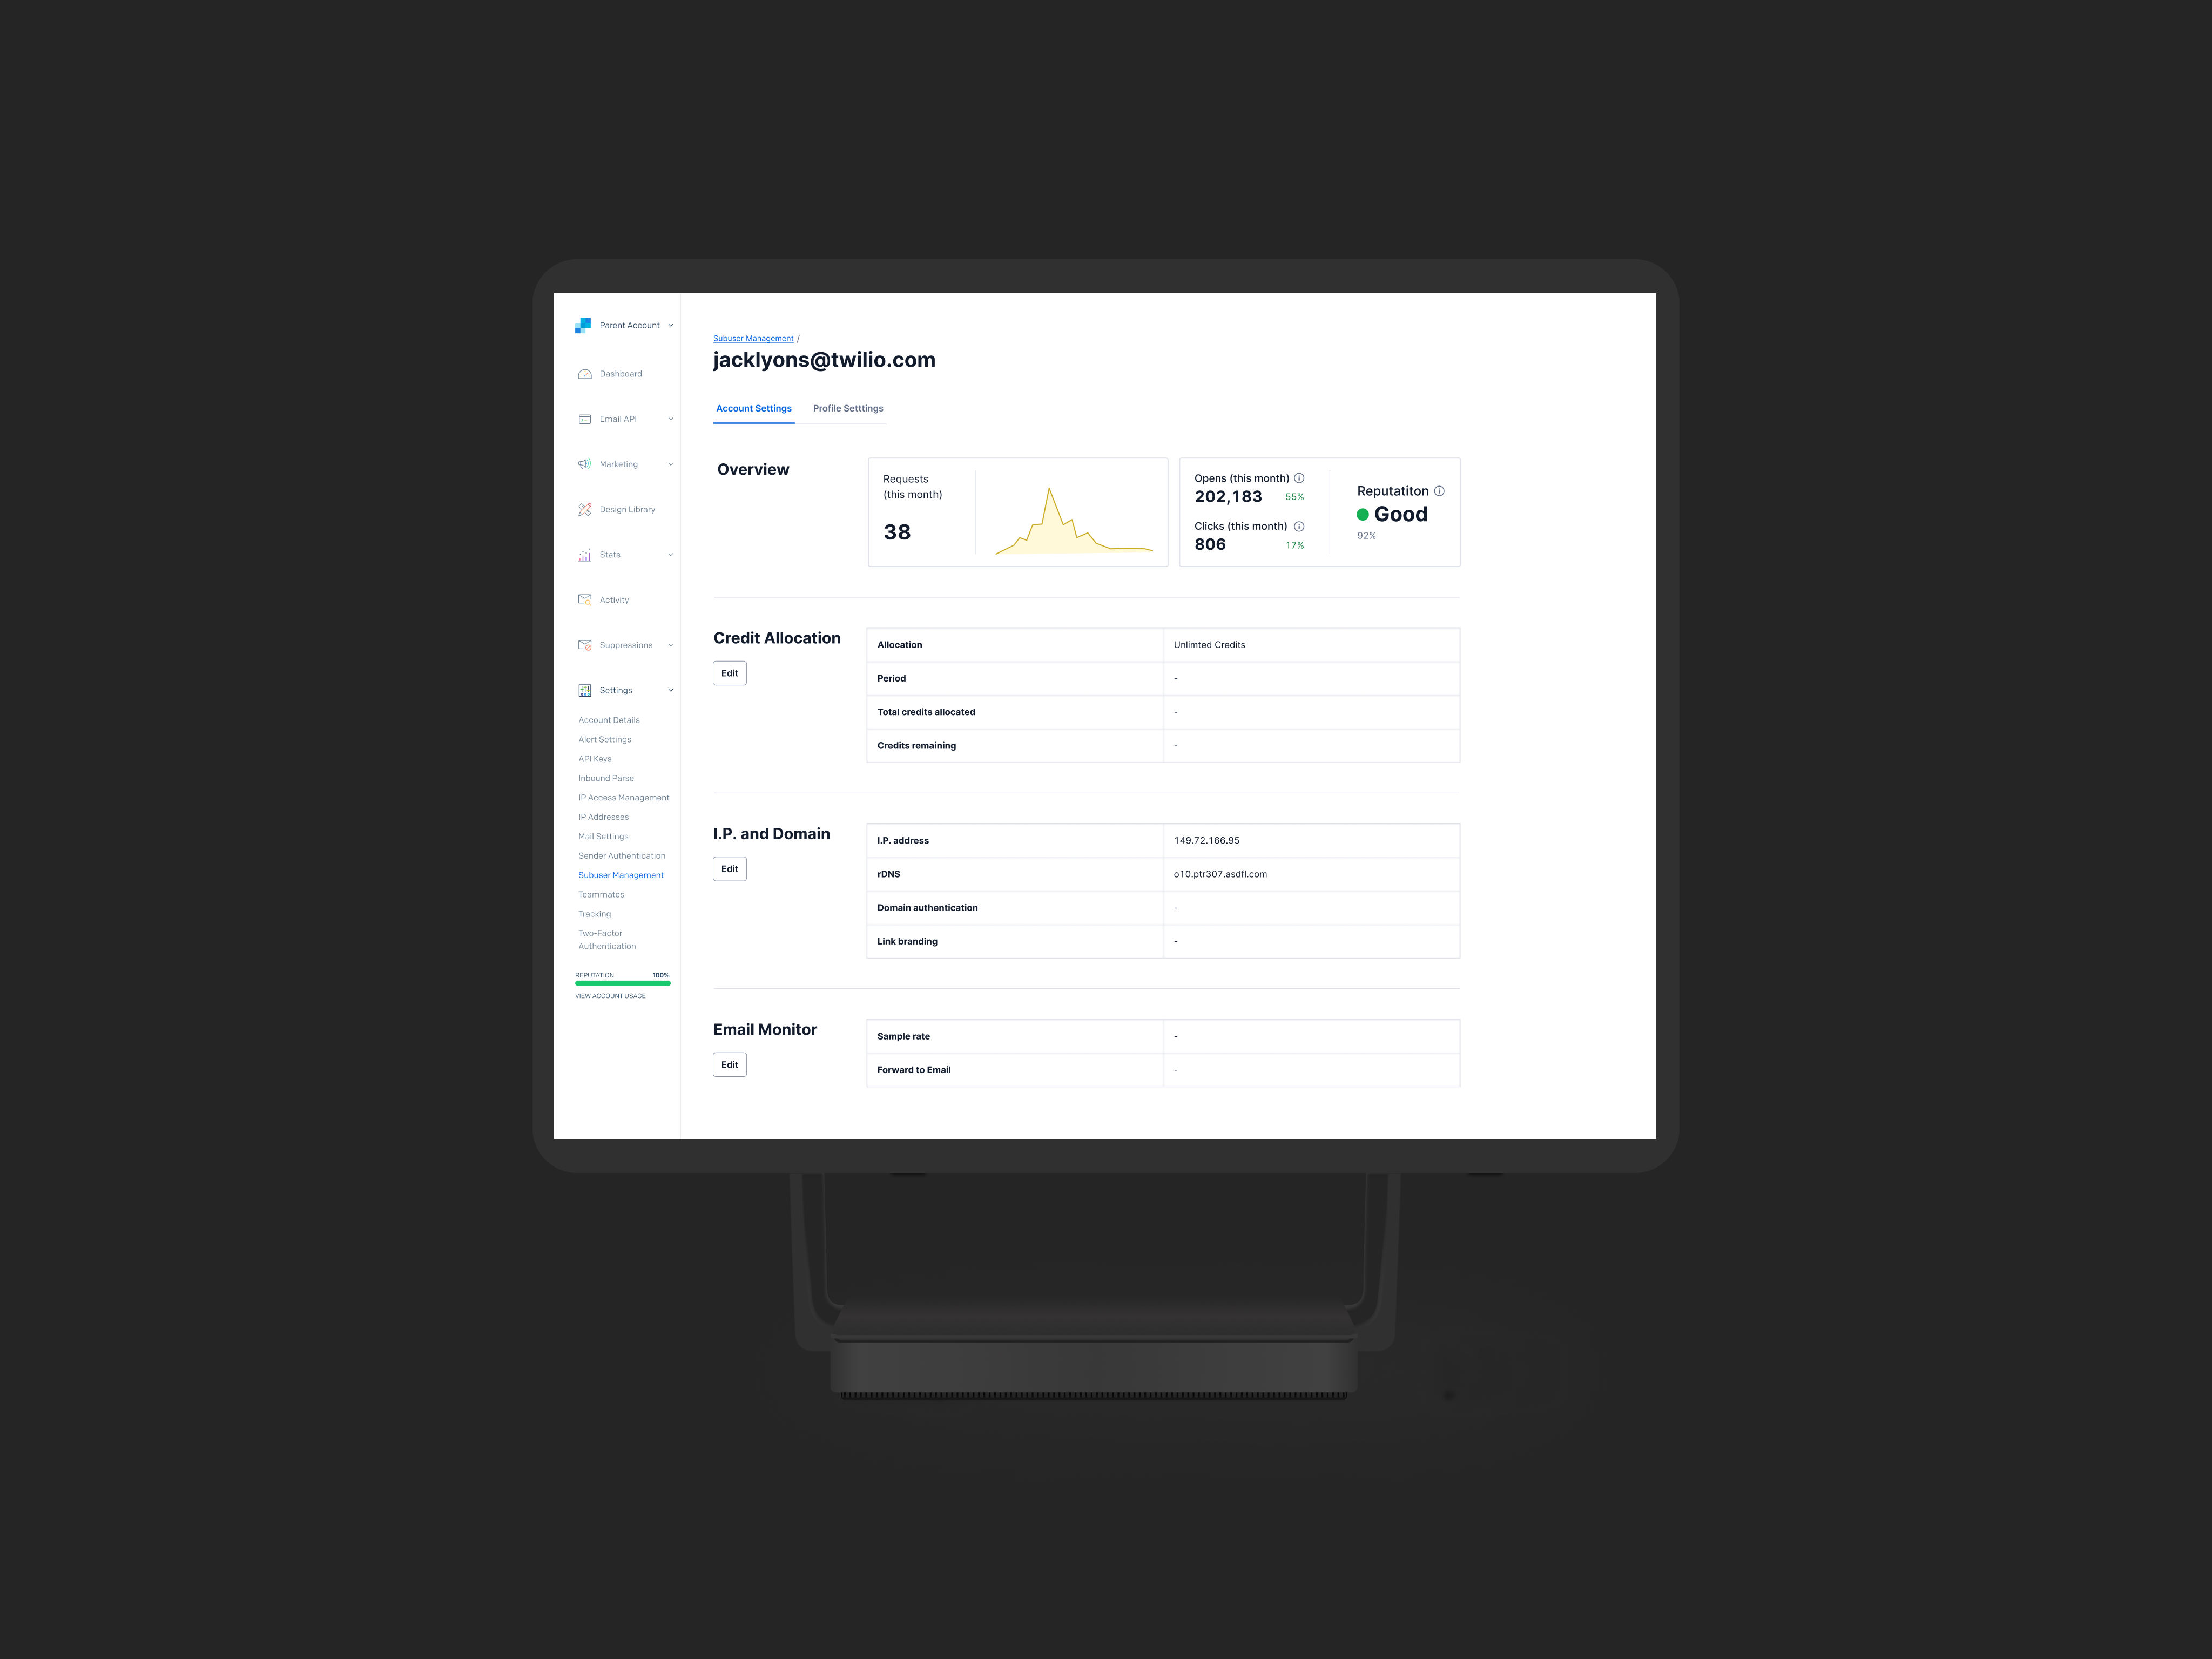 Parent Account
Dashboard
Email API
Marketing
Design Library
Stats
Activity
Suppressions
Settings
Account Details
Alert Settings
API Keys
Inbound Parse
IP Access Management
IP Addresses
Mail Settings
Sender Authentication
Subuser Management
Teammates
Tracking
Two-Factor
Authentication
REPUTATION 100%
VIEW ACCOUNT USAGE
Subuser Management /
jacklyons@twilio.com
Account Settings Profile Setttings
Overview
Requests
(this month)
38
Opens (this month)
202,183 55%
Clicks (this month)
806 17%
Reputatiton
Good
92%
Credit Allocation
Edit
Allocation Unlimted Credits
Period -
Total credits allocated -
Credits remaining -
I.P. and Domain
Edit
I.P. address 149.72.166.95
rDNS o10.ptr307.asdfl.com
Domain authentication -
Link branding -
Email Monitor
Edit
Sample rate -
Forward to Email -